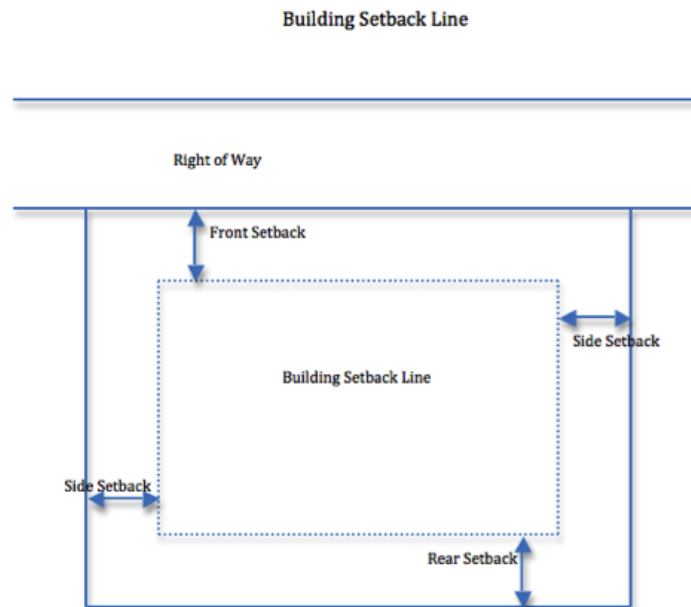 Building Setback Line
Right of Way
Front Setback
Side Setback
Building Setback Line
Side Setback
Rear Setback